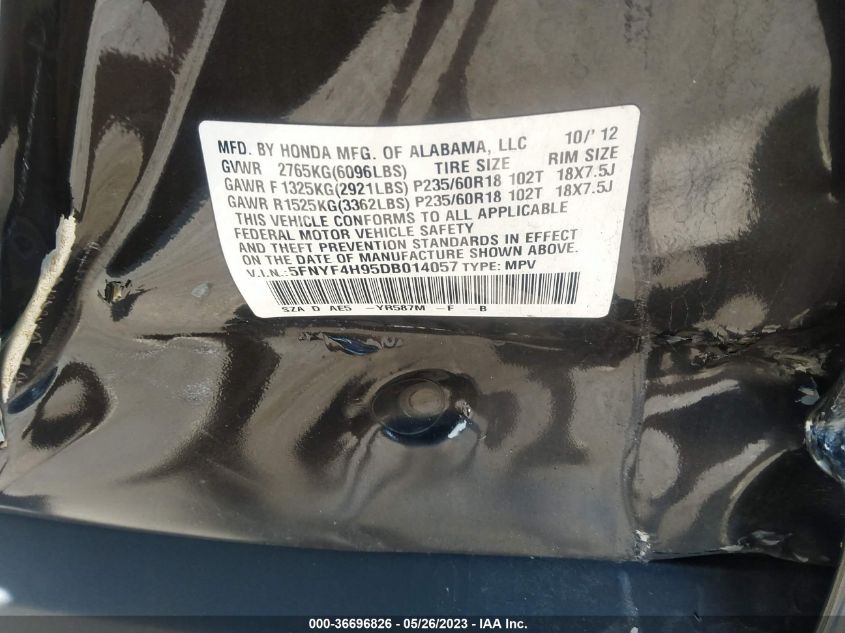 MFD. BY HONDA MFG. OF ALABAMA, LLC 10/'12
GVWR 2765KG(6096LBS) TIRE SIZE RIM SIZE
GAWR F 1325KG(2921LBS) P235/60R18 102T 18X7.5J
GAWR R1525KG(3362LBS) P235/60R18 102T 18X7.5J
THIS VEHICLE CONFORMS TO ALL APPLICABLE
FEDERAL MOTOR VEHICLE SAFETY
AND THEFT PREVENTION STANDARDS IN EFFECT
ON THE DATE OF MANUFACTURE SHOWN ABOVE.
V.I.N.:5FNYF4H95DB014057 TYPE: MPV
SZA D AE5 -YR587M -F -B
000-36696826 - 05/26/2023 - IAA Inc.